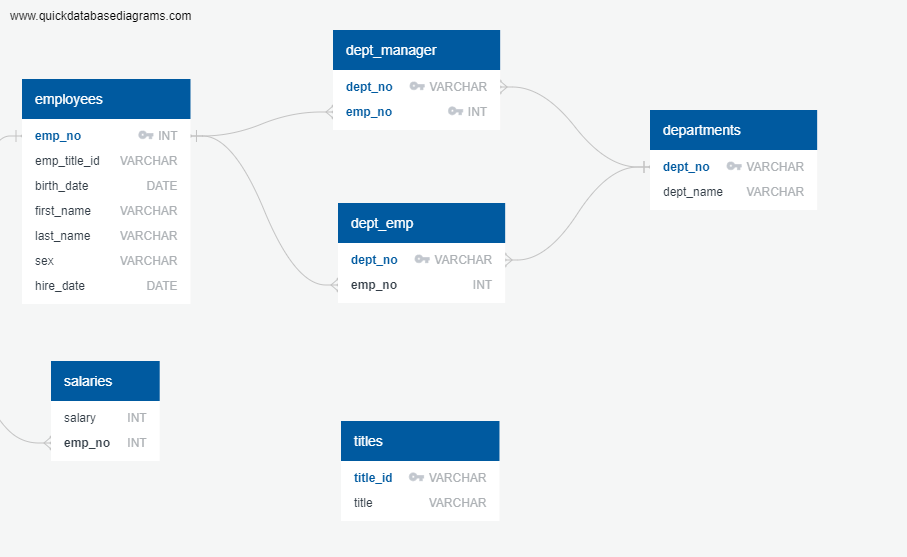 www.quickdatabasediagrams.com
employees
emp_no INT
emp_title_id VARCHAR
birth_date DATE
first_name VARCHAR
last_name VARCHAR
sex VARCHAR
hire_date DATE
dept_manager
dept_no VARCHAR
emp_no INT
departments
dept_no VARCHAR
dept_name VARCHAR
dept_emp
dept_no VARCHAR
emp_no INT
salaries
salary INT
emp_no INT
titles
title_id VARCHAR
title VARCHAR